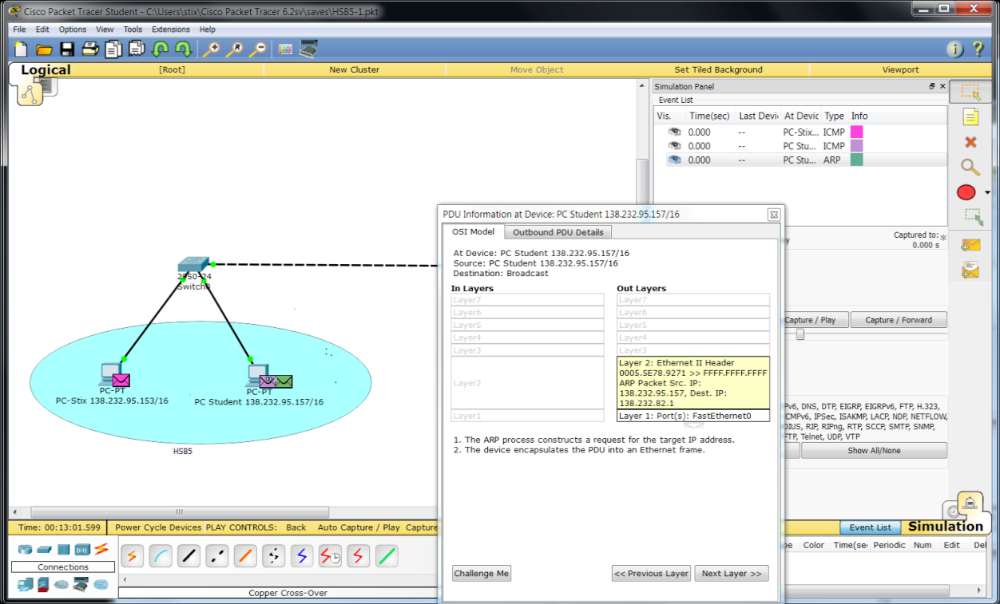 Cisco Packet Tracer Student - C:\Users\stix\Cisco Packet Tracer 6.2sv\saves\HSB5-1.pkt
File Edit Options View Tools Extensions Help
Logical [Root] New Cluster Move Object Set Tiled Background Viewport
2950-24
Switch0
PC-PT
PC-Stix 138.232.95.153/16
PC-PT
PC Student 138.232.95.157/16
HSB5
Simulation Panel
Event List
Vis. Time(sec) Last Devi At Devic Type Info
0.000 -- PC-Stix... ICMP
0.000 -- PC Stu... ICMP
0.000 -- PC Stu... ARP
Captured to: *
0.000 s
Capture / Play Capture / Forward
Pv6, DNS, DTP, EIGRP, EIGRPv6, FTP, H.323,
CMPv6, IPSec, ISAKMP, LACP, NDP, NETFLOW,
DIUS, RIP, RIPng, RTP, SCCP, SMTP, SNMP,
FTP, Telnet, UDP, VTP
Show All/None
PDU Information at Device: PC Student 138.232.95.157/16
OSI Model Outbound PDU Details
At Device: PC Student 138.232.95.157/16
Source: PC Student 138.232.95.157/16
Destination: Broadcast
In Layers Out Layers
Layer7 Layer7
Layer6 Layer6
Layer5 Layer5
Layer4 Layer4
Layer3 Layer3
Layer2
Layer 2: Ethernet II Header
0005.5E78.9271 >> FFFF.FFFF.FFFF
ARP Packet Src. IP:
138.232.95.157, Dest. IP:
138.232.82.1
Layer1 Layer 1: Port(s): FastEthernet0
1. The ARP process constructs a request for the target IP address.
2. The device encapsulates the PDU into an Ethernet frame.
Challenge Me << Previous Layer Next Layer >>
Time: 00:13:01.599 Power Cycle Devices PLAY CONTROLS: Back Auto Capture / Play Capture
Event List Simulation
Connections
Copper Cross-Over
pe Color Time(sec Periodic Num Edit Del